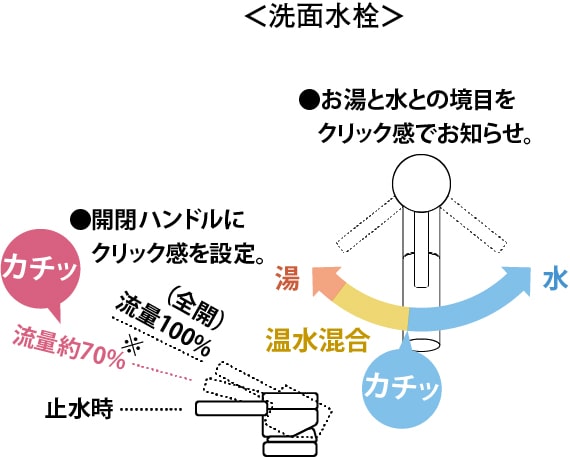 ＜洗面水栓＞
●お湯と水との境目を
クリック感でお知らせ。
●開閉ハンドルに
クリック感を設定。
カチッ
(全開)
流量100%
流量約70%※
止水時
湯
水
温水混合
カチッ